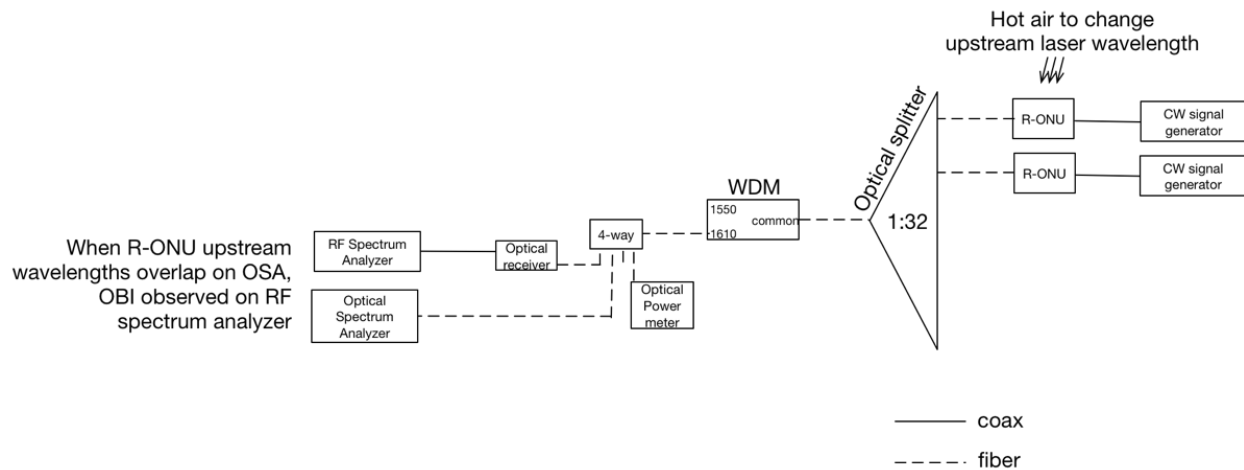 Hot air to change
upstream laser wavelength
R-ONU
CW signal
generator
R-ONU
CW signal
generator
Optical splitter
1:32
WDM
1550
common
1610
4-way
When R-ONU upstream
wavelengths overlap on OSA,
OBI observed on RF
spectrum analyzer
RF Spectrum
Analyzer
Optical
receiver
Optical
Spectrum
Analyzer
Optical
Power
meter
coax
fiber